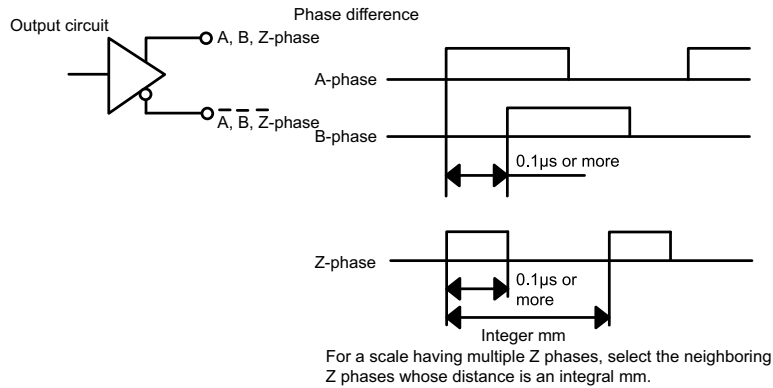 Output circuit
A, B, Z-phase
A, B, Z-phase
Phase difference
A-phase
B-phase
0.1μs or more
Z-phase
0.1μs or
more
Integer mm
For a scale having multiple Z phases, select the neighboring
Z phases whose distance is an integral mm.